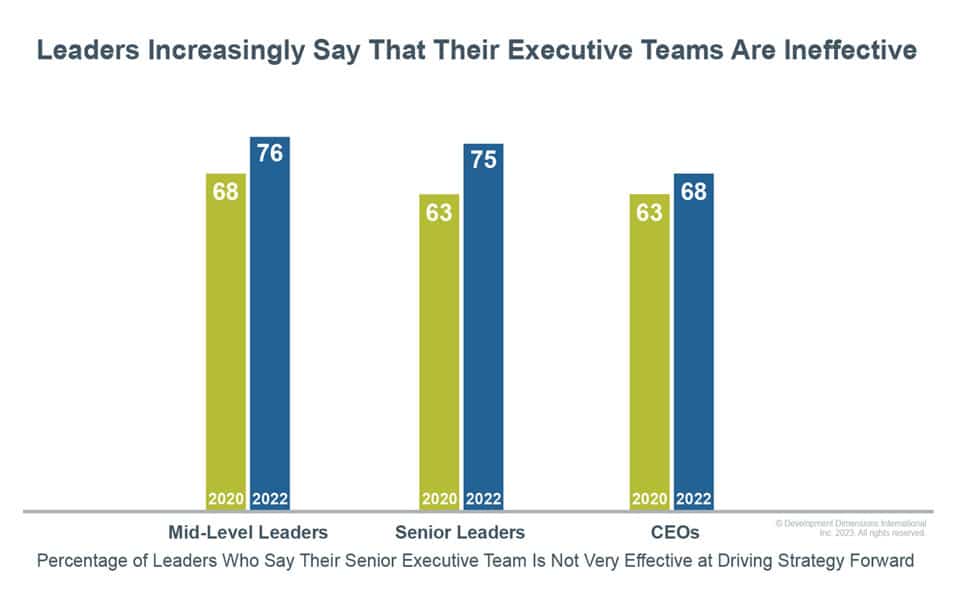 Leaders Increasingly Say That Their Executive Teams Are Ineffective
68
76
63
75
63
68
2020
2022
2020
2022
2020
2022
Mid-Level Leaders
Senior Leaders
CEOs
© Development Dimensions International
Inc. 2023. All rights reserved.
Percentage of Leaders Who Say Their Senior Executive Team Is Not Very Effective at Driving Strategy Forward